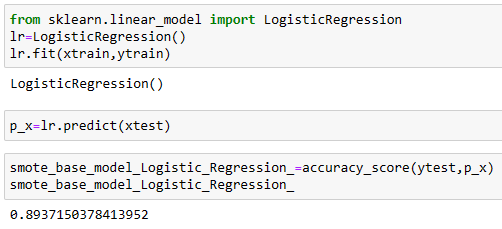 from sklearn.linear_model import LogisticRegression
lr=LogisticRegression()
lr.fit(xtrain,ytrain)
LogisticRegression()
p_x=lr.predict(xtest)
smote_base_model_Logistic_Regression_=accuracy_score(ytest,p_x)
smote_base_model_Logistic_Regression_
0.8937150378413952